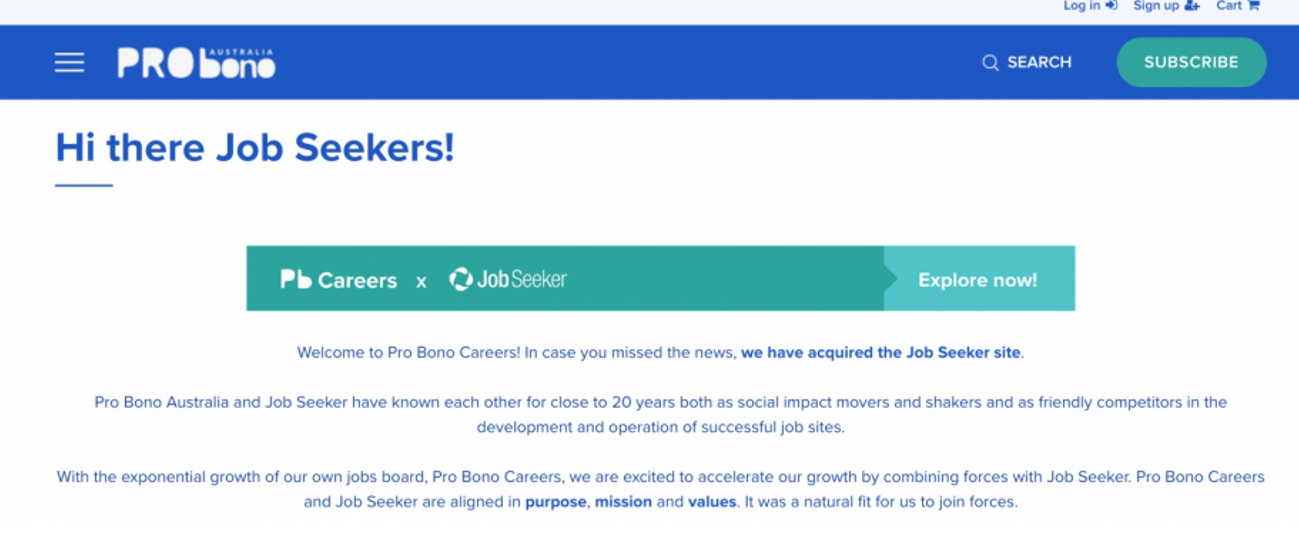 Log in Sign up Cart
PRO bono AUSTRALIA SEARCH SUBSCRIBE
Hi there Job Seekers!
Pb Careers x JobSeeker Explore now!
Welcome to Pro Bono Careers! In case you missed the news, we have acquired the Job Seeker site.
Pro Bono Australia and Job Seeker have known each other for close to 20 years both as social impact movers and shakers and as friendly competitors in the
development and operation of successful job sites.
With the exponential growth of our own jobs board, Pro Bono Careers, we are excited to accelerate our growth by combining forces with Job Seeker. Pro Bono Careers
and Job Seeker are aligned in purpose, mission and values. It was a natural fit for us to join forces.